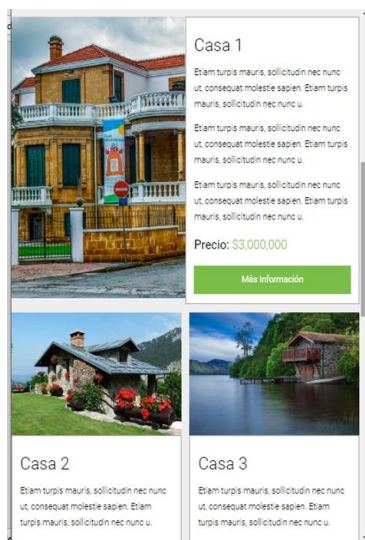 Casa 1
Etiam turpis mauris, sollicitudin nec nunc
ut, consequat molestie sapien. Etiam turpis
mauris, sollicitudin nec nunc u.
Etiam turpis mauris, sollicitudin nec nunc
ut, consequat molestie sapien. Etiam turpis
mauris, sollicitudin nec nunc u.
Etiam turpis mauris, sollicitudin nec nunc
ut, consequat molestie sapien. Etiam turpis
mauris, sollicitudin nec nunc u.
Precio: $3,000,000
Más Información
Casa 2
Etiam turpis mauris, sollicitudin nec nunc
ut, consequat molestie sapien. Etiam
turpis mauris, sollicitudin nec nunc u.
Casa 3
Etiam turpis mauris, sollicitudin nec nunc
ut, consequat molestie sapien. Etiam
turpis mauris, sollicitudin nec nunc u.